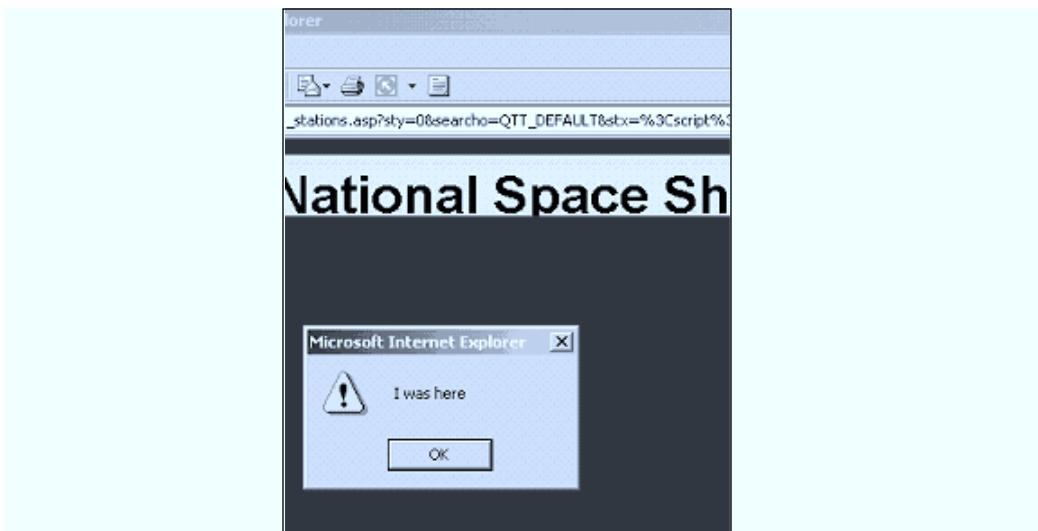 lorer
_stations.asp?sty=0&searcho=QTT_DEFAULT&stx=%3Cscript%3
National Space Sh
Microsoft Internet Explorer
I was here
OK